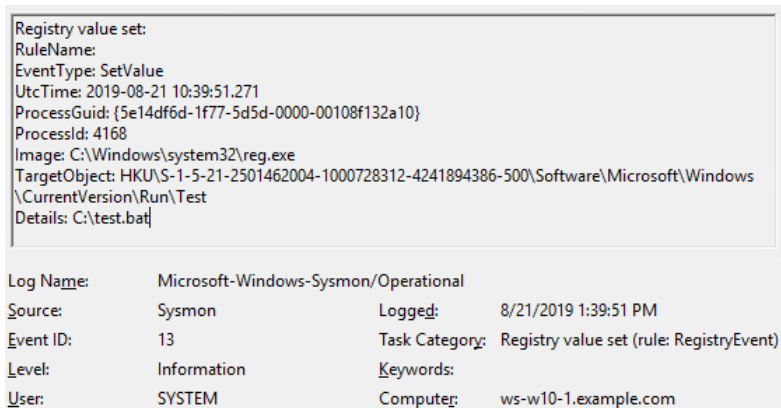 Registry value set:
RuleName:
EventType: SetValue
UtcTime: 2019-08-21 10:39:51.271
ProcessGuid: {5e14df6d-1f77-5d5d-0000-00108f132a10}
ProcessId: 4168
Image: C:\Windows\system32\reg.exe
TargetObject: HKU\S-1-5-21-2501462004-1000728312-4241894386-500\Software\Microsoft\Windows
\CurrentVersion\Run\Test
Details: C:\test.bat
Log Name: Microsoft-Windows-Sysmon/Operational
Source: Sysmon Logged: 8/21/2019 1:39:51 PM
Event ID: 13 Task Category: Registry value set (rule: RegistryEvent)
Level: Information Keywords:
User: SYSTEM Computer: ws-w10-1.example.com